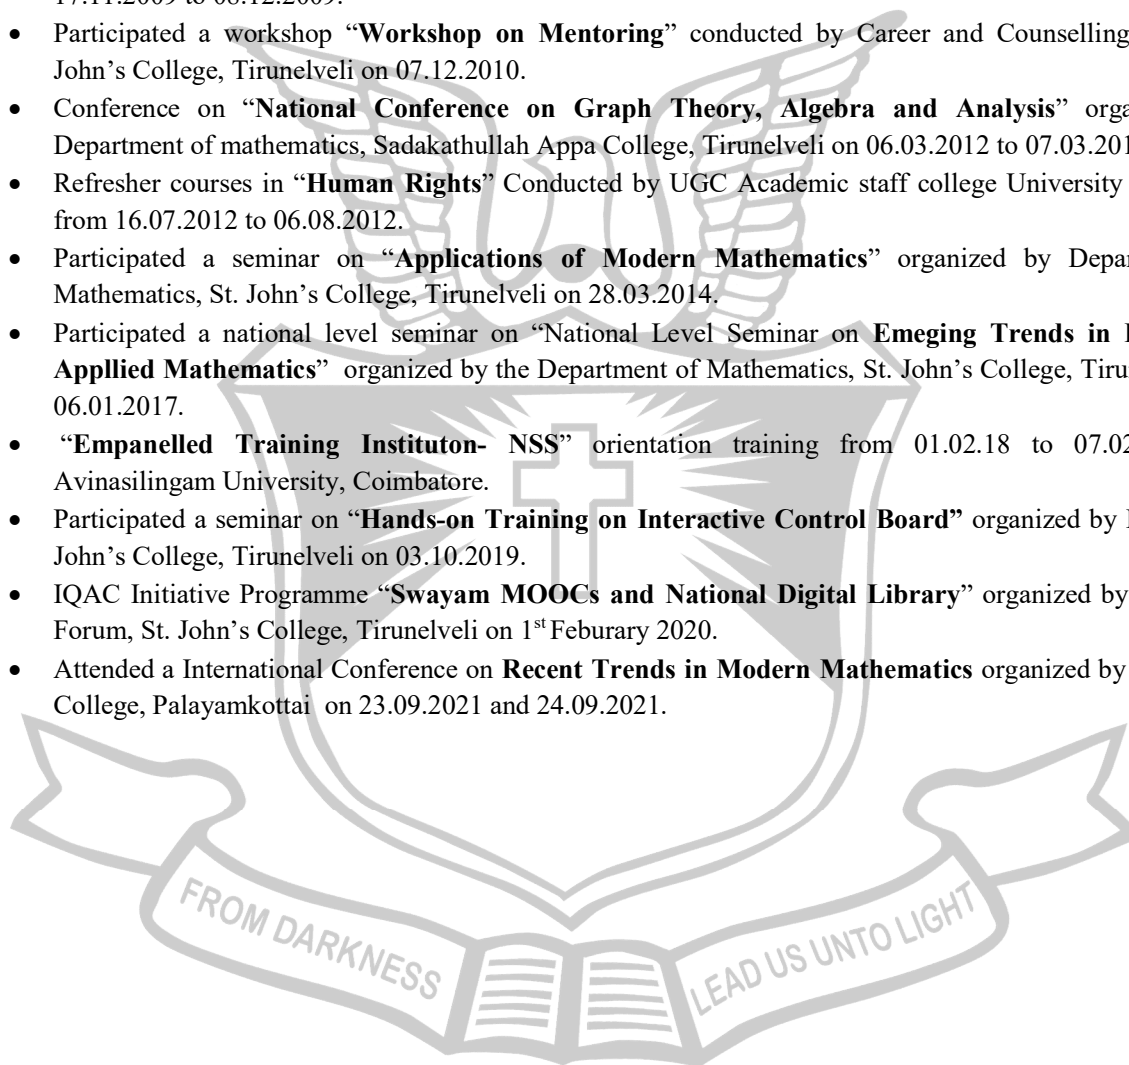 17.11.2009 to 08.12.2009.
• Participated a workshop “Workshop on Mentoring” conducted by Career and Counselling
John’s College, Tirunelveli on 07.12.2010.
• Conference on “National Conference on Graph Theory, Algebra and Analysis”
Department of mathematics, Sadakathullah Appa College, Tirunelveli on 06.03.2012 to
• Refresher courses in “Human Rights” Conducted by UGC Academic staff college University
from 16.07.2012 to 06.08.2012.
• Participated a seminar on “Applications of Modern Mathematics” organized by
Mathematics, St. John’s College, Tirunelveli on 28.03.2014.
• Participated a national level seminar on “National Level Seminar on Emeging Trends in
Appllied Mathematics” organized by the Department of Mathematics, St. John’s College,
06.01.2017.
• “Empanelled Training Instituton- NSS” orientation training from 01.02.18 to
Avinasilingam University, Coimbatore.
• Participated a seminar on “Hands-on Training on Interactive Control Board” organized by
John’s College, Tirunelveli on 03.10.2019.
• IQAC Initiative Programme “Swayam MOOCs and National Digital Library” organized by
Forum, St. John’s College, Tirunelveli on 1st Feburary 2020.
• Attended a International Conference on Recent Trends in Modern Mathematics organized by
College, Palayamkottai on 23.09.2021 and 24.09.2021.
FROM DARKNESS
LEAD US UNTO LIGHT